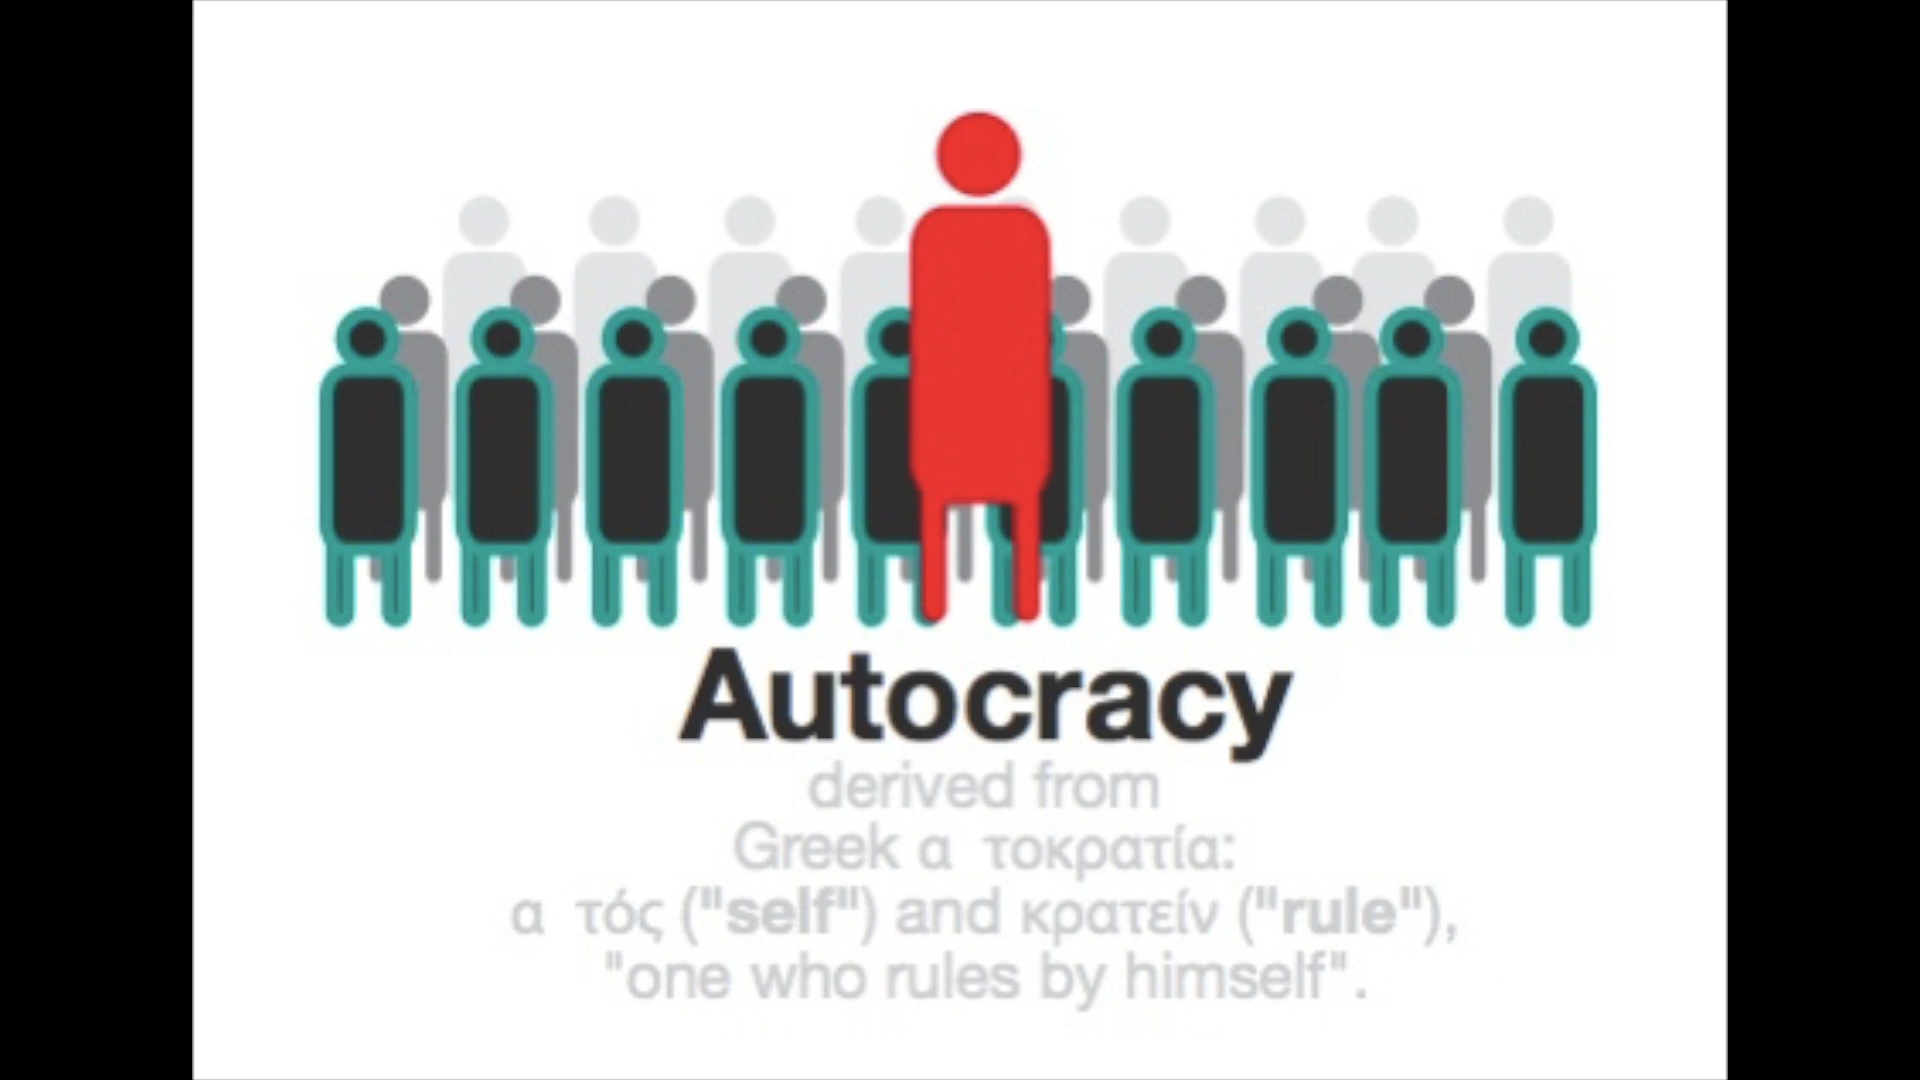 Autocracy
derived from
Greek α τοκρατία:
α τός ("self") and κρατείν ("rule"),
"one who rules by himself".